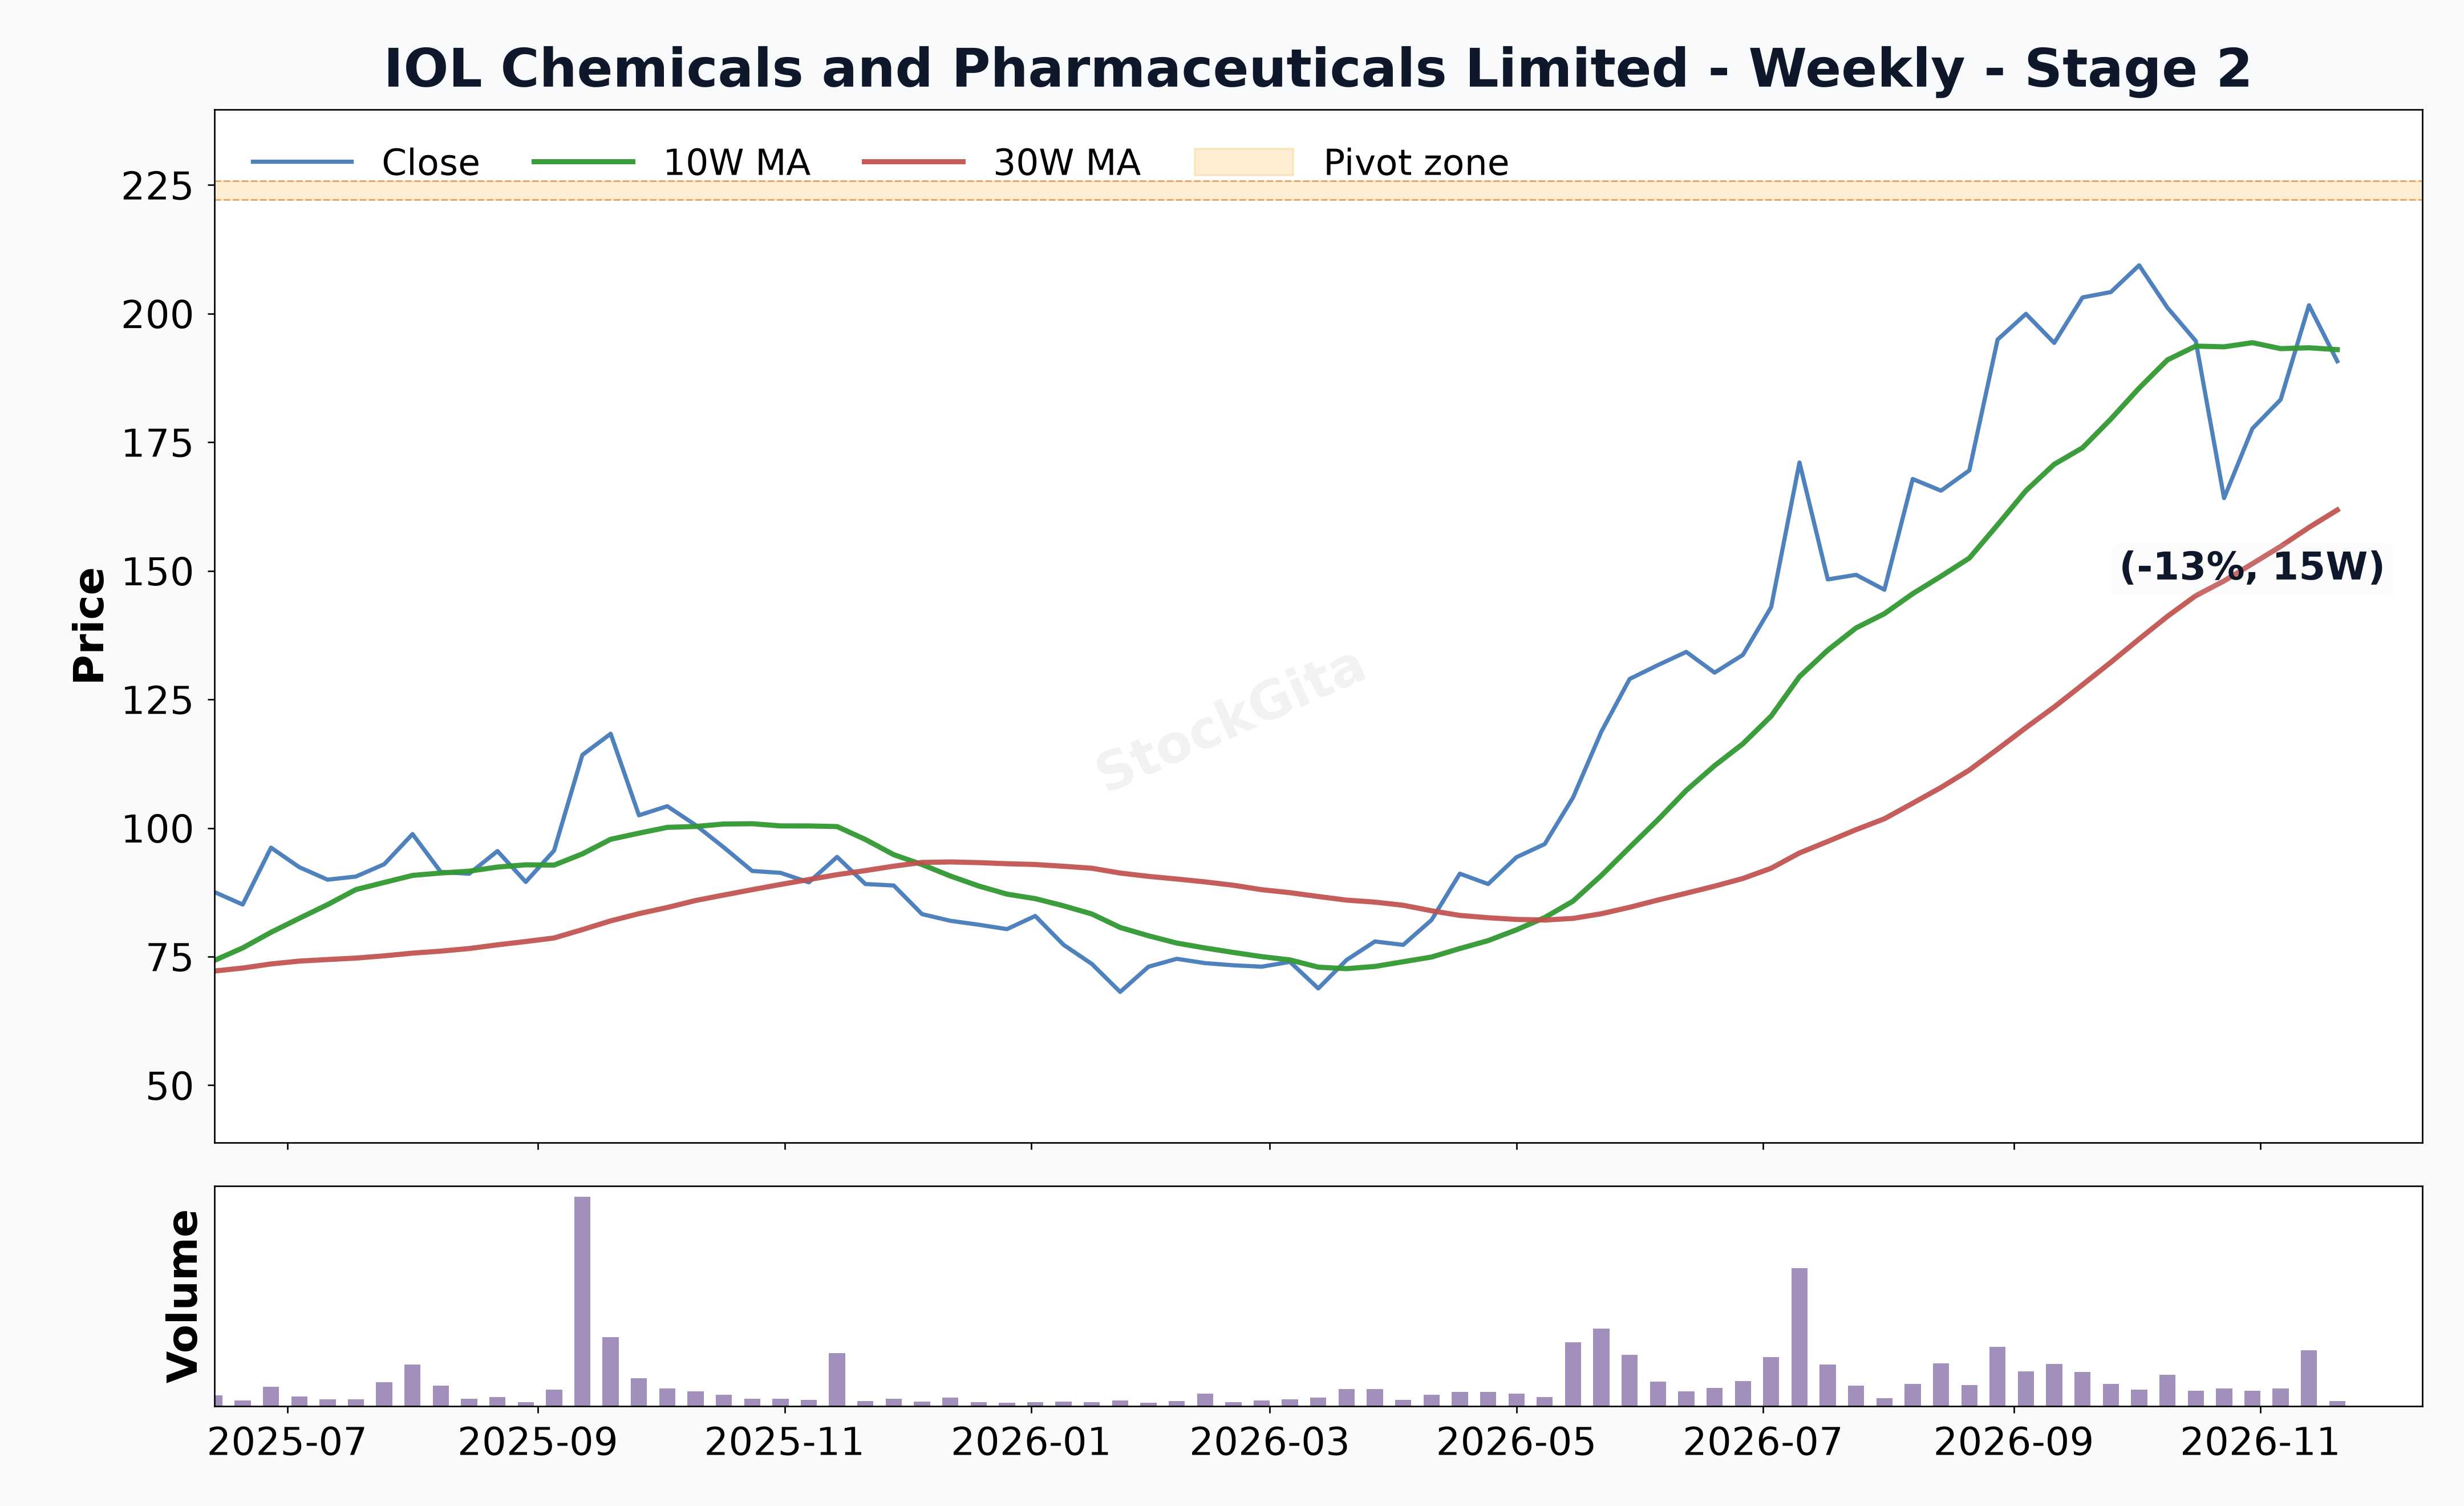 IOL Chemicals and Pharmaceuticals Limited - Weekly - Stage 2
Close 10W MA 30W MA Pivot zone
225
200
175
150
125
100
75
50
Price
(-13%, 15W)
StockGita
Volume
2025-07 2025-09 2025-11 2026-01 2026-03 2026-05 2026-07 2026-09 2026-11